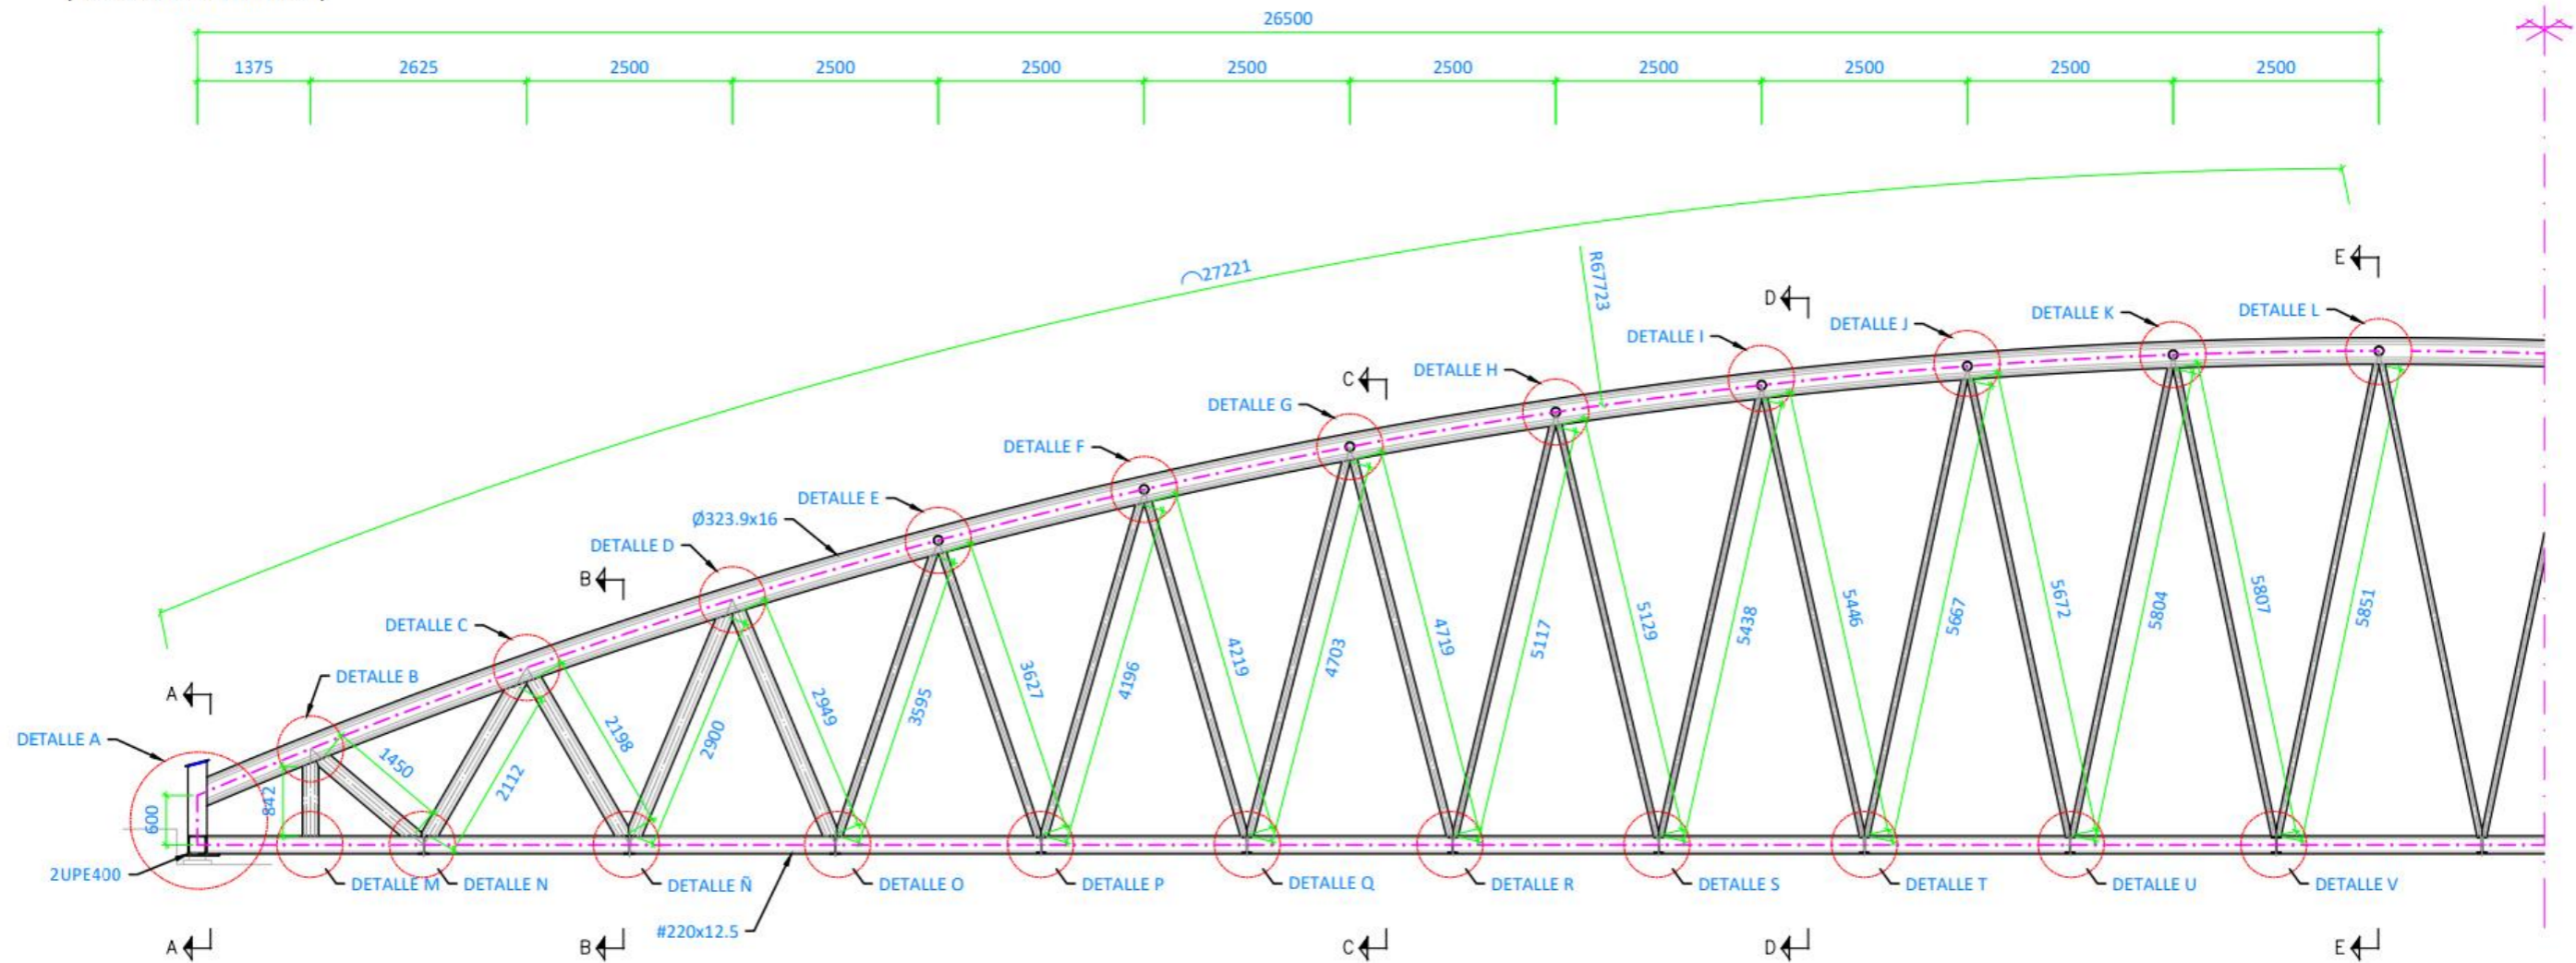 26500
1375
2625
2500
2500
2500
2500
2500
2500
2500
2500
2500
27221
R67723
E
D
DETALLE L
DETALLE K
DETALLE J
DETALLE I
DETALLE H
C
DETALLE G
DETALLE F
DETALLE E
Ø323.9x16
DETALLE D
B
DETALLE C
DETALLE B
A
DETALLE A
600
842
1450
2112
2198
2900
2949
3595
3627
4196
4219
4703
4719
5117
5129
5438
5446
5667
5672
5804
5807
5851
2UPE400
DETALLE M
DETALLE N
DETALLE Ñ
DETALLE O
DETALLE P
DETALLE Q
DETALLE R
DETALLE S
DETALLE T
DETALLE U
DETALLE V
#220x12.5
A
B
C
D
E